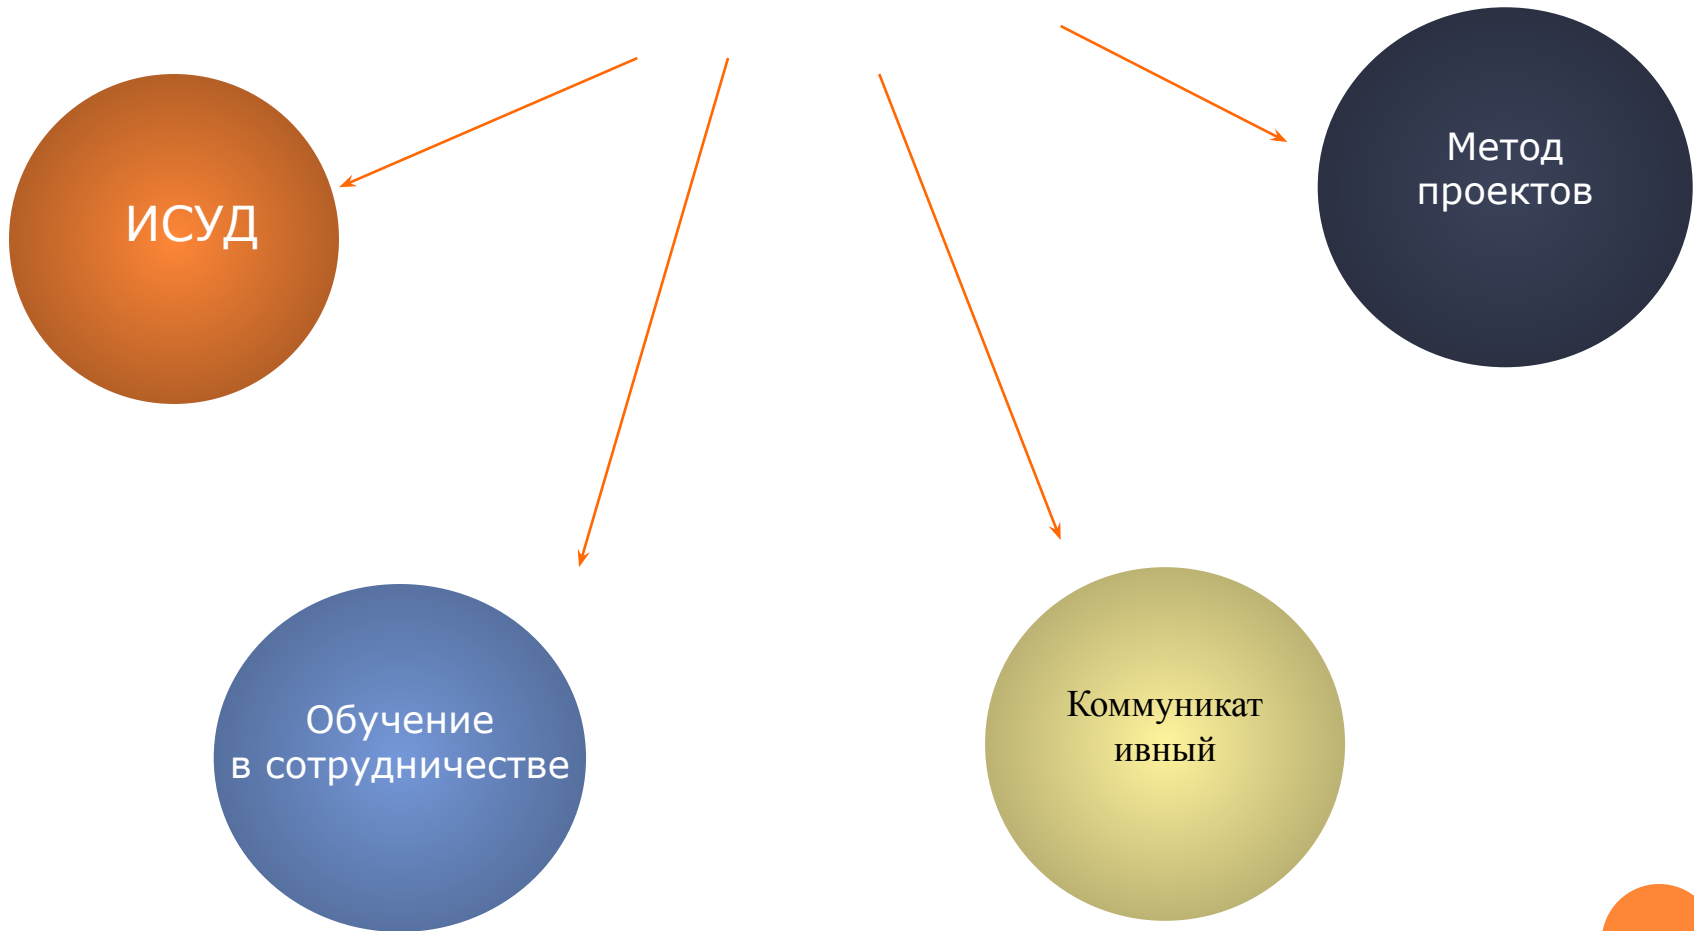 ИСУД
Метод
проектов
Обучение
в сотрудничестве
Коммуникат
ивный